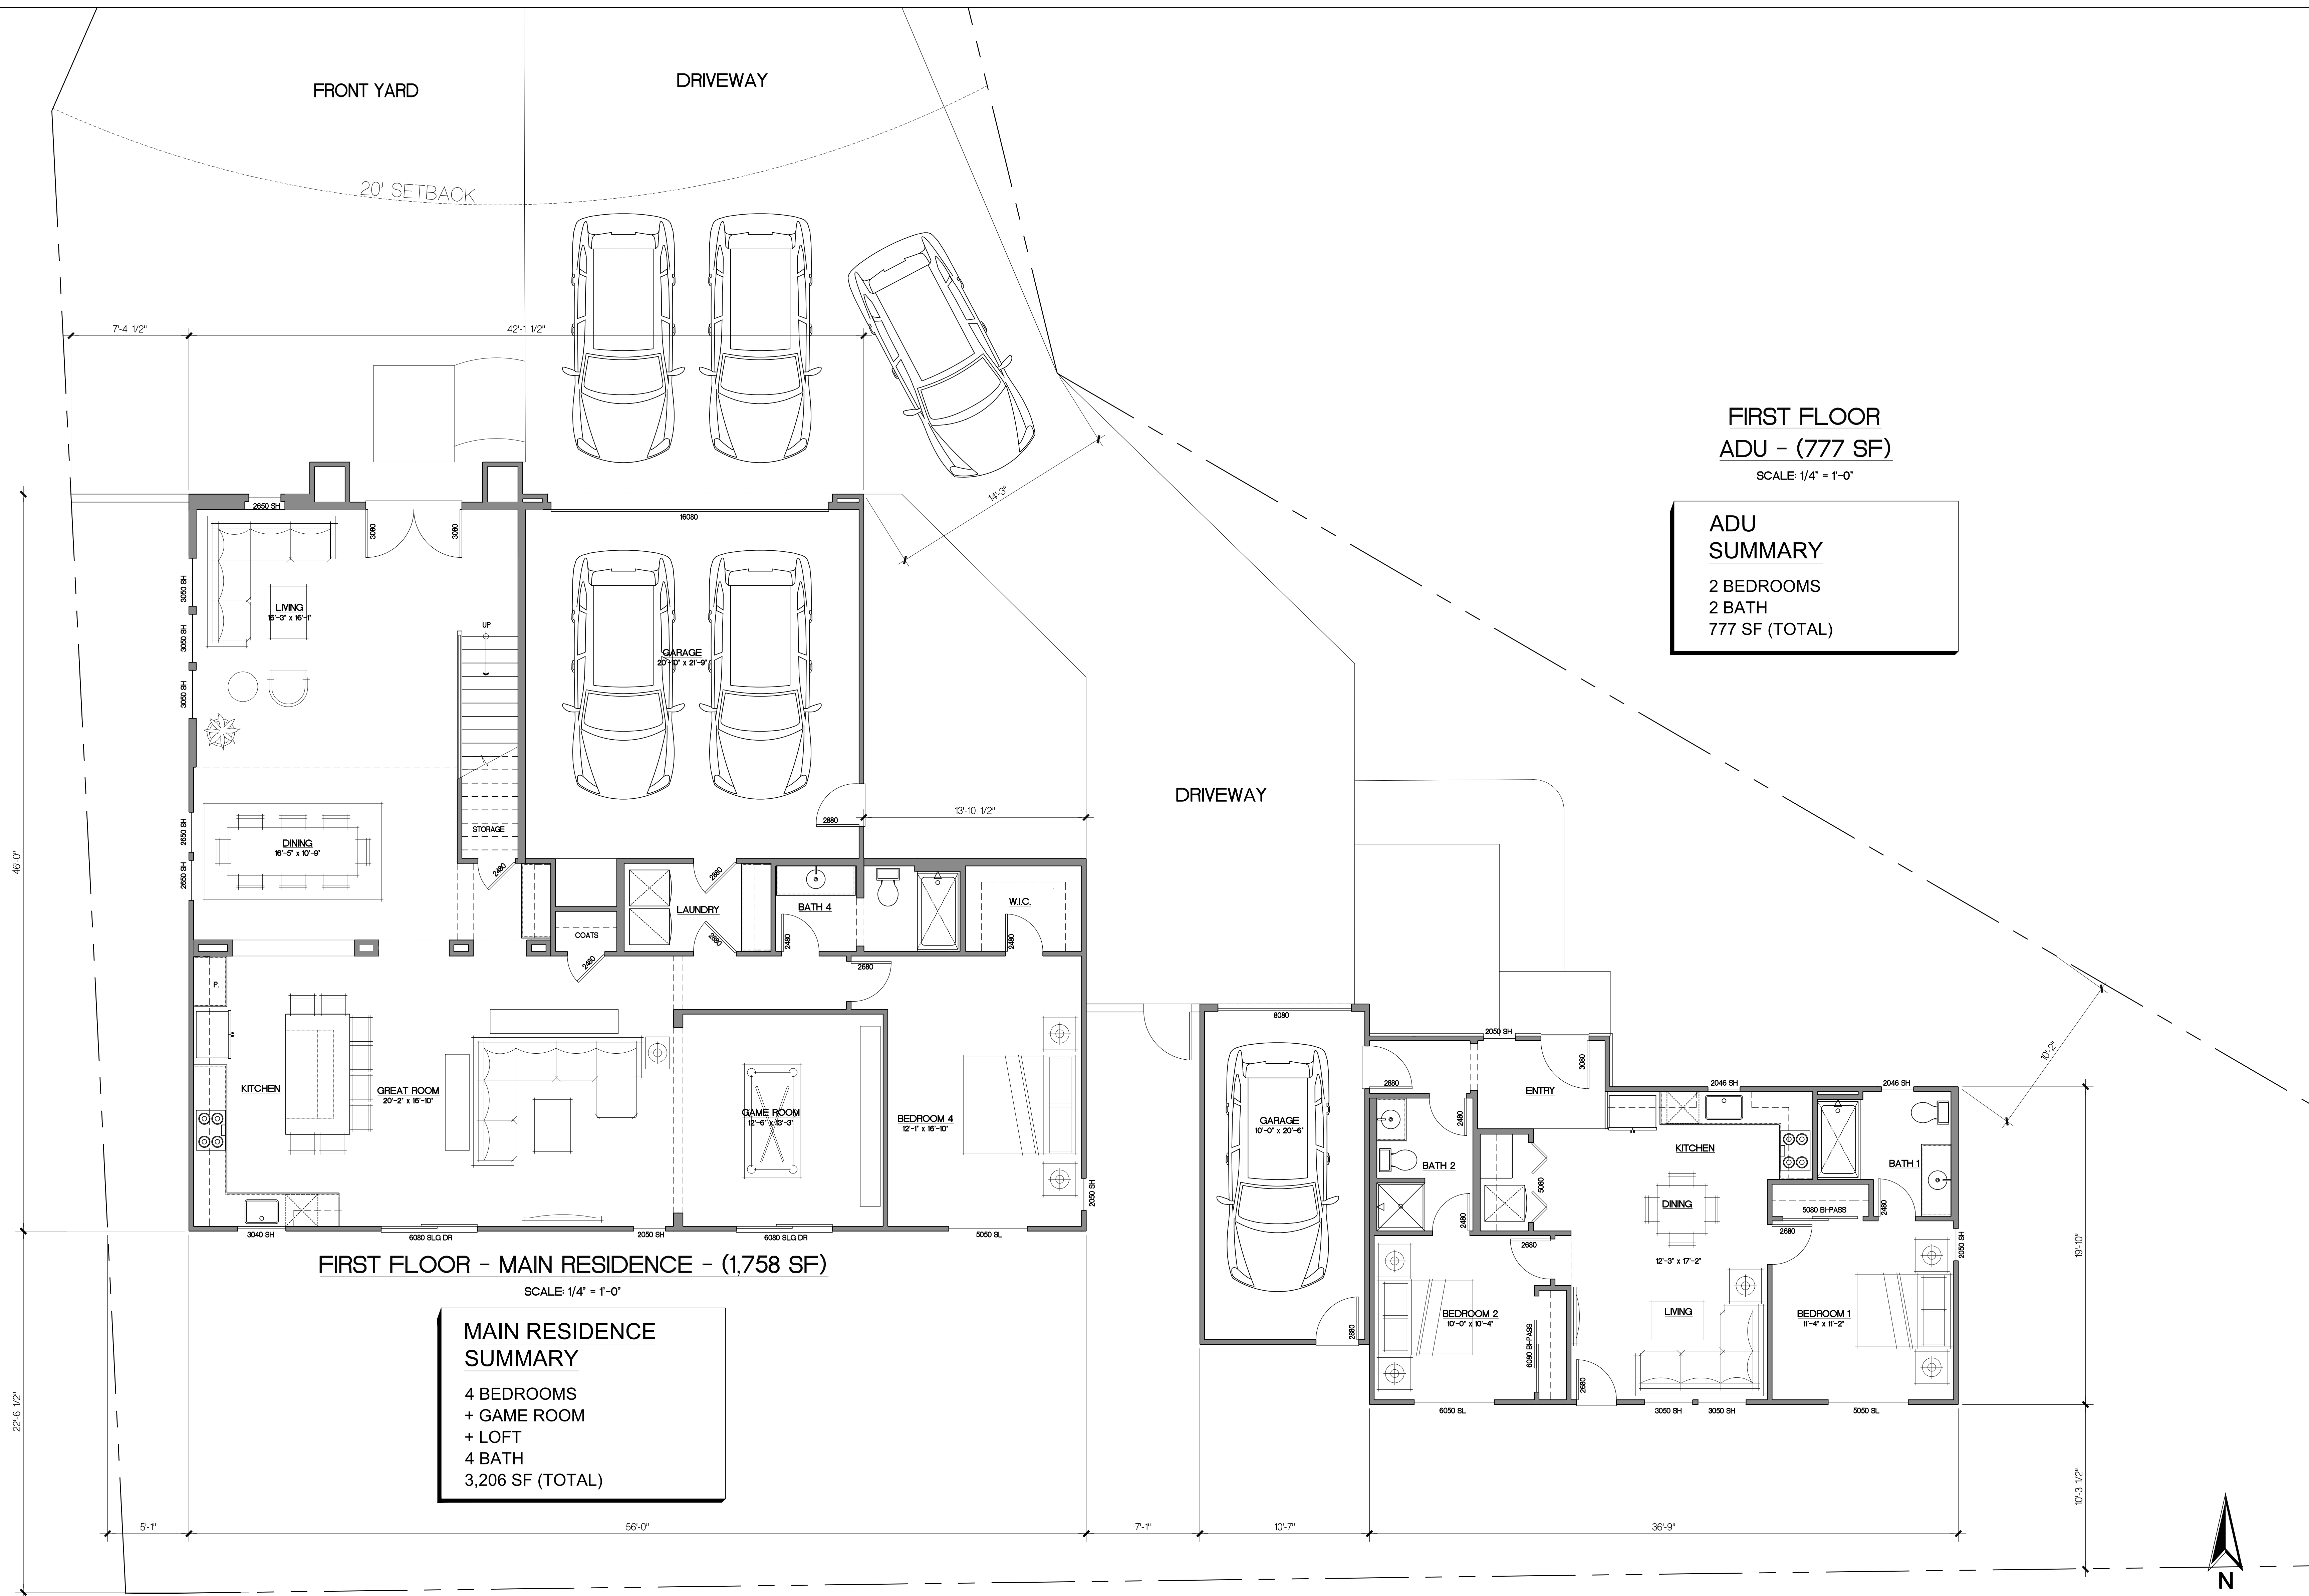 FRONT YARD
DRIVEWAY
20' SETBACK
7'-4 1/2"
42'-1 1/2"
14'-3"
FIRST FLOOR
ADU - (777 SF)
SCALE: 1/4" = 1'-0"
ADU
SUMMARY
2 BEDROOMS
2 BATH
777 SF (TOTAL)
2650 SH
3080
3080
16080
3050 SH
3050 SH
3050 SH
LIVING
16'-3" x 16'-1"
UP
GARAGE
20'-10" x 21'-9"
DRIVEWAY
13'-10 1/2"
2880
STORAGE
2650 SH
2650 SH
DINING
16'-5" x 10'-9"
46'-0"
2480
2880
LAUNDRY
2880
BATH 4
2480
W.I.C.
2480
COATS
2480
2680
P.
KITCHEN
GREAT ROOM
20'-2" x 16'-10"
GAME ROOM
12'-6" x 13'-3"
BEDROOM 4
12'-1" x 16'-10"
2050 SH
3040 SH
6080 SLG DR
2050 SH
6080 SLG DR
5050 SL
8080
GARAGE
10'-0" x 20'-6"
2880
2880
2050 SH
3080
ENTRY
2480
BATH 2
2480
5080
2046 SH
2046 SH
KITCHEN
BATH 1
DINING
5080 BI-PASS
2480
2680
2680
12'-3" x 17'-2"
2050 SH
LIVING
BEDROOM 2
10'-0" x 10'-4"
6080 BI-PASS
2680
BEDROOM 1
11'-4" x 11'-2"
6050 SL
3050 SH
3050 SH
5050 SL
10'-2"
19'-10"
10'-3 1/2"
FIRST FLOOR - MAIN RESIDENCE - (1,758 SF)
SCALE: 1/4" = 1'-0"
MAIN RESIDENCE
SUMMARY
4 BEDROOMS
+ GAME ROOM
+ LOFT
4 BATH
3,206 SF (TOTAL)
22'-6 1/2"
5'-1"
56'-0"
7'-1"
10'-7"
36'-9"
N